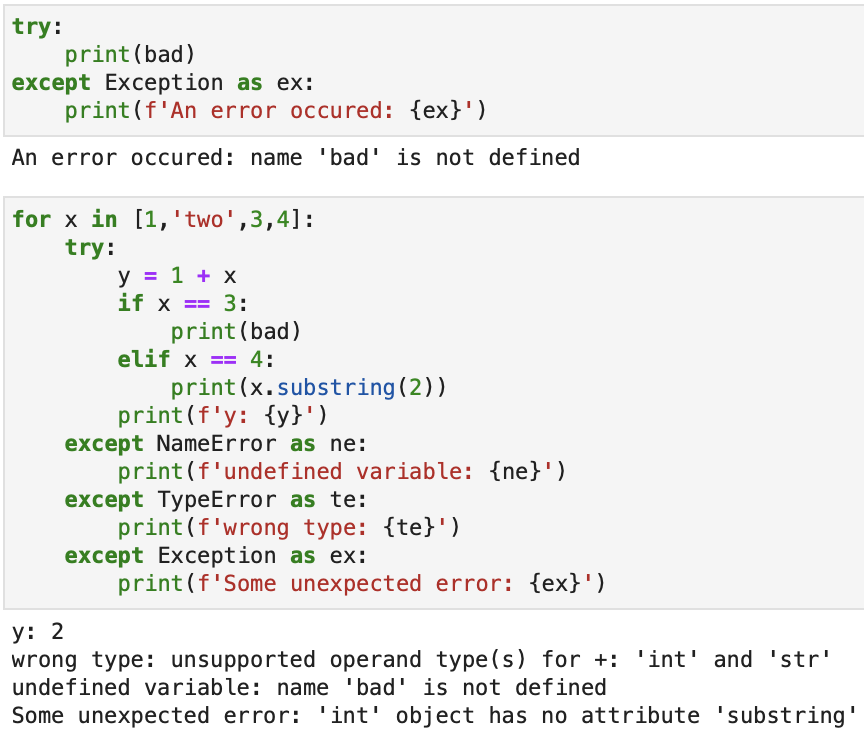 try:
    print(bad)
except Exception as ex:
    print(f'An error occured: {ex}')
An error occured: name 'bad' is not defined
for x in [1,'two',3,4]:
    try:
        y = 1 + x
        if x == 3:
            print(bad)
        elif x == 4:
            print(x.substring(2))
        print(f'y: {y}')
    except NameError as ne:
        print(f'undefined variable: {ne}')
    except TypeError as te:
        print(f'wrong type: {te}')
    except Exception as ex:
        print(f'Some unexpected error: {ex}')
y: 2
wrong type: unsupported operand type(s) for +: 'int' and 'str'
undefined variable: name 'bad' is not defined
Some unexpected error: 'int' object has no attribute 'substring'